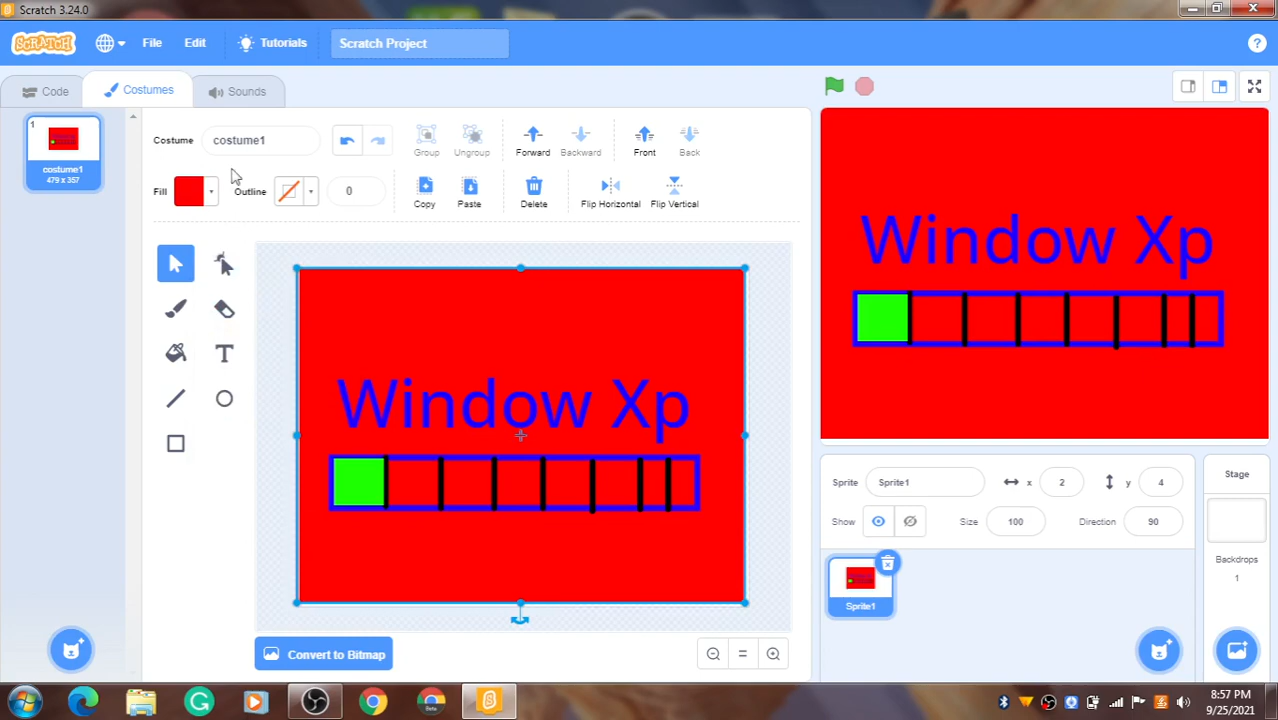 Scratch 3.24.0
SCRATCH File Edit Tutorials Scratch Project ?
Code Costumes Sounds
1
costume1
479 x 357
Costume costume1 Group Ungroup Forward Backward Front Back
Fill Outline 0 Copy Paste Delete Flip Horizontal Flip Vertical
T
Window Xp
Convert to Bitmap
Window Xp
Sprite Sprite1 x 2 y 4
Show Size 100 Direction 90
Sprite1
Stage
Backdrops
1
8:57 PM
9/25/2021